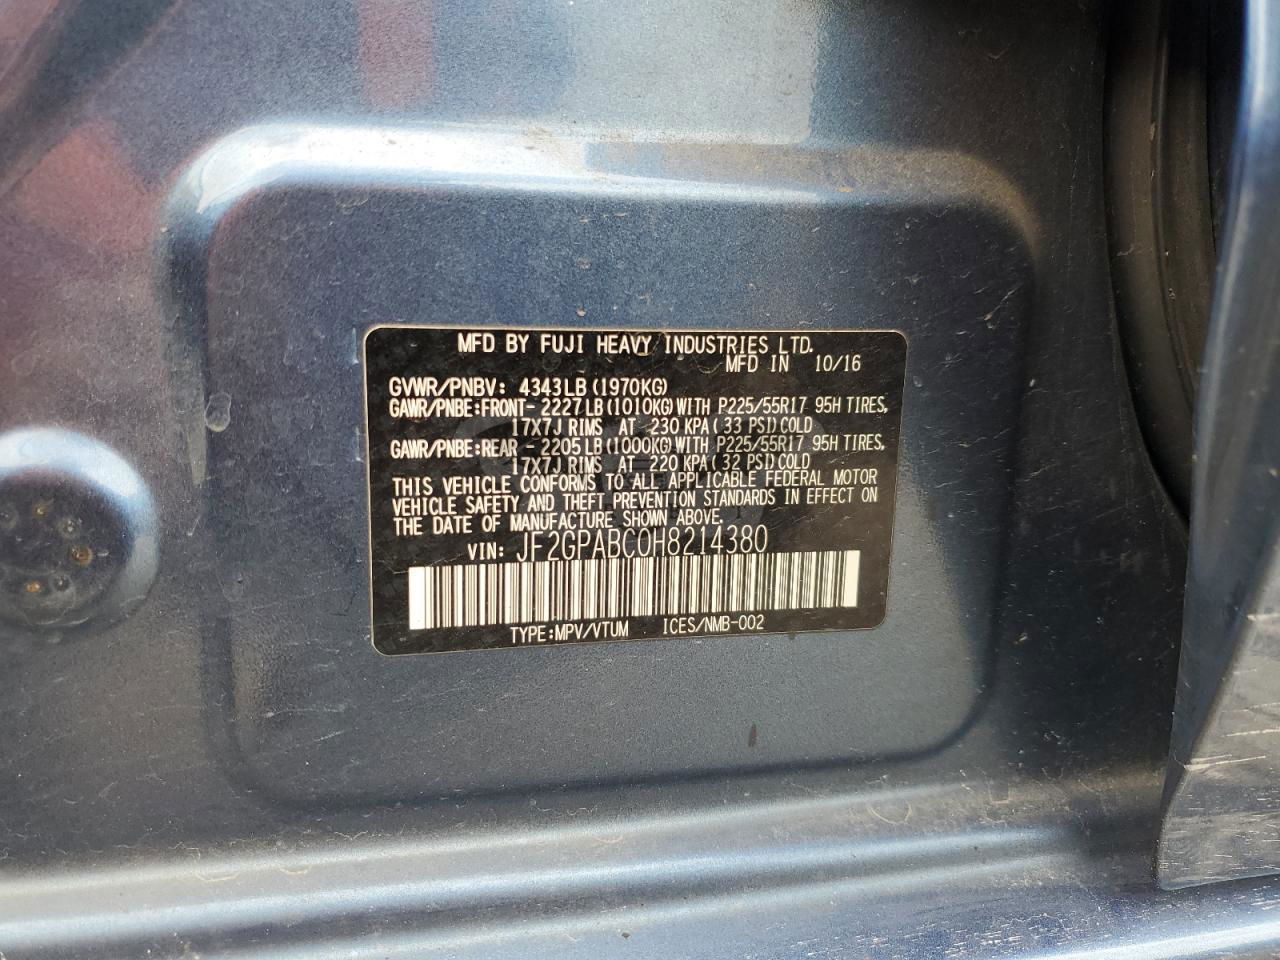 MFD BY FUJI HEAVY INDUSTRIES LTD.
MFD IN 10/16
GVWR/PNBV: 4343LB (1970KG)
GAWR/PNBE:FRONT- 2227LB (1010KG) WITH P225/55R17 95H TIRES,
17X7J RIMS AT 230 KPA ( 33 PSI) COLD
GAWR/PNBE:REAR - 2205LB (1000KG) WITH P225/55R17 95H TIRES,
17X7J RIMS AT 220 KPA ( 32 PSI) COLD
THIS VEHICLE CONFORMS TO ALL APPLICABLE FEDERAL MOTOR
VEHICLE SAFETY AND THEFT PREVENTION STANDARDS IN EFFECT ON
THE DATE OF MANUFACTURE SHOWN ABOVE.
VIN: JF2GPABC0H8214380
TYPE:MPV/VTUM ICES/NMB-002